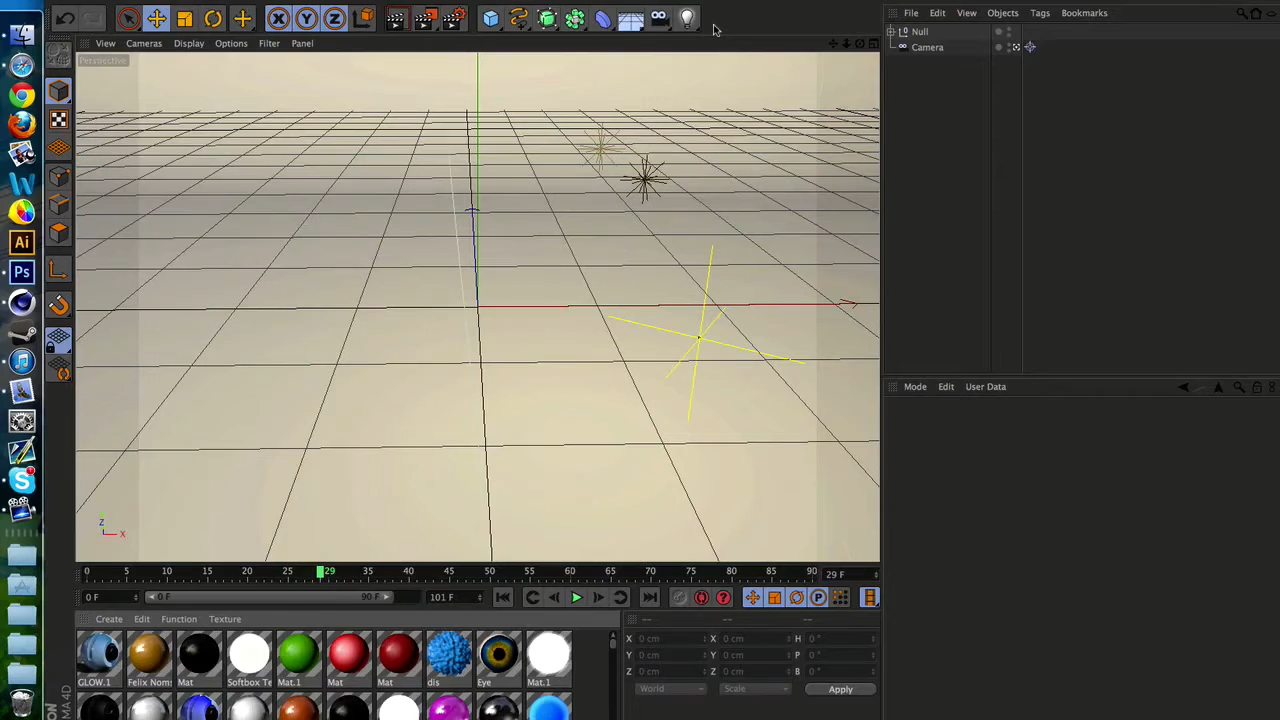 File Edit View Objects Tags Bookmarks
X Y Z
Null
Camera
View Cameras Display Options Filter Panel
Perspective
W
Ai
Ps
Z
X
Mode Edit User Data
0 5 10 15 20 25 29 35 40 45 50 55 60 65 70 75 80 85 90 29 F
0 F 0 F 90 F 101 F
P
Create Edit Function Texture
-- -- --
X 0 cm X 0 cm H 0 °
Y 0 cm Y 0 cm P 0 °
Z 0 cm Z 0 cm B 0 °
World Scale Apply
GLOW.1 Felix Noms Mat Softbox Te Mat.1 Mat Mat dis Eye Mat.1